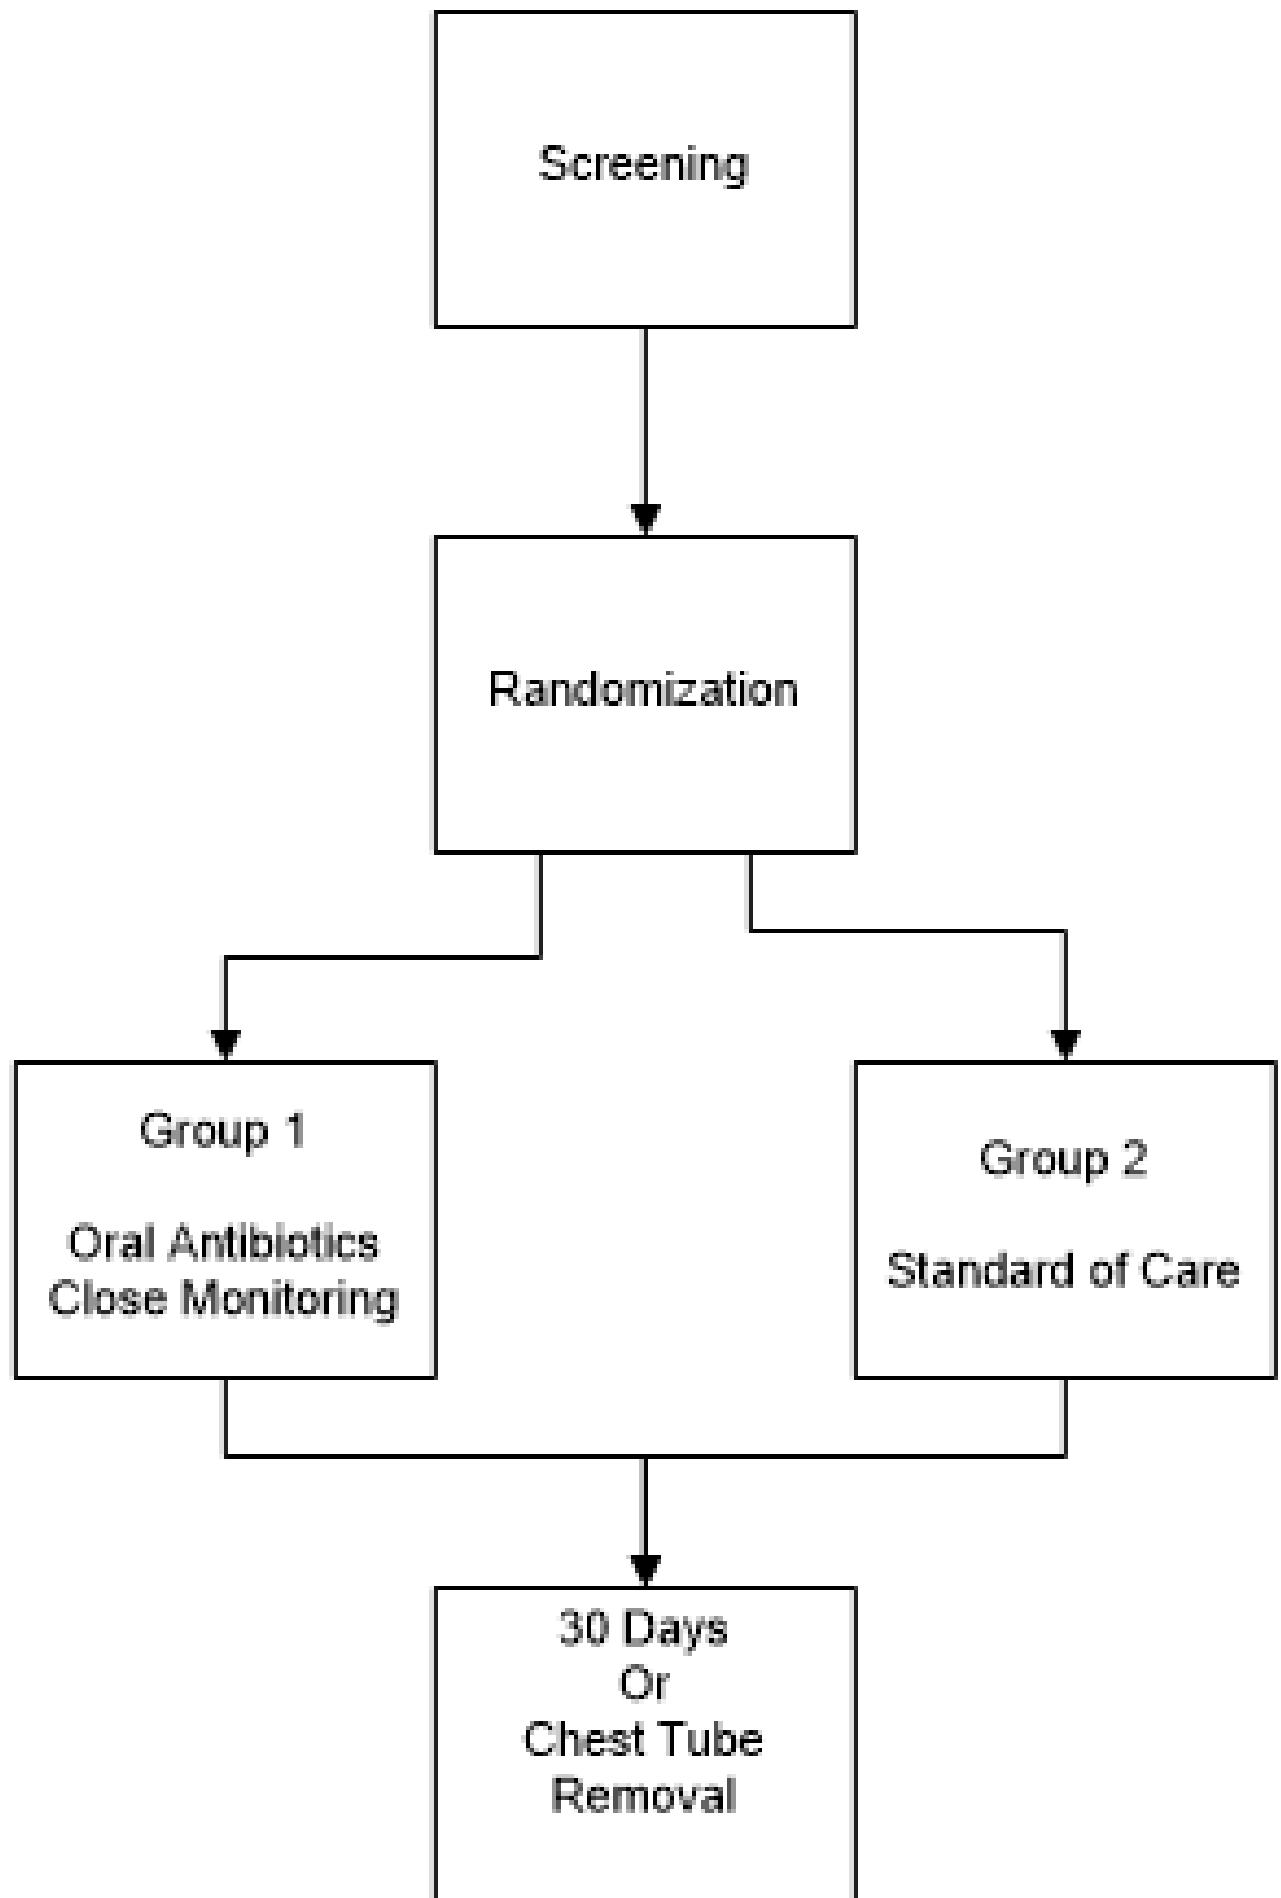 Screening
Randomization
Group 1
Oral Antibiotics
Close Monitoring
Group 2
Standard of Care
30 Days
Or
Chest Tube
Removal